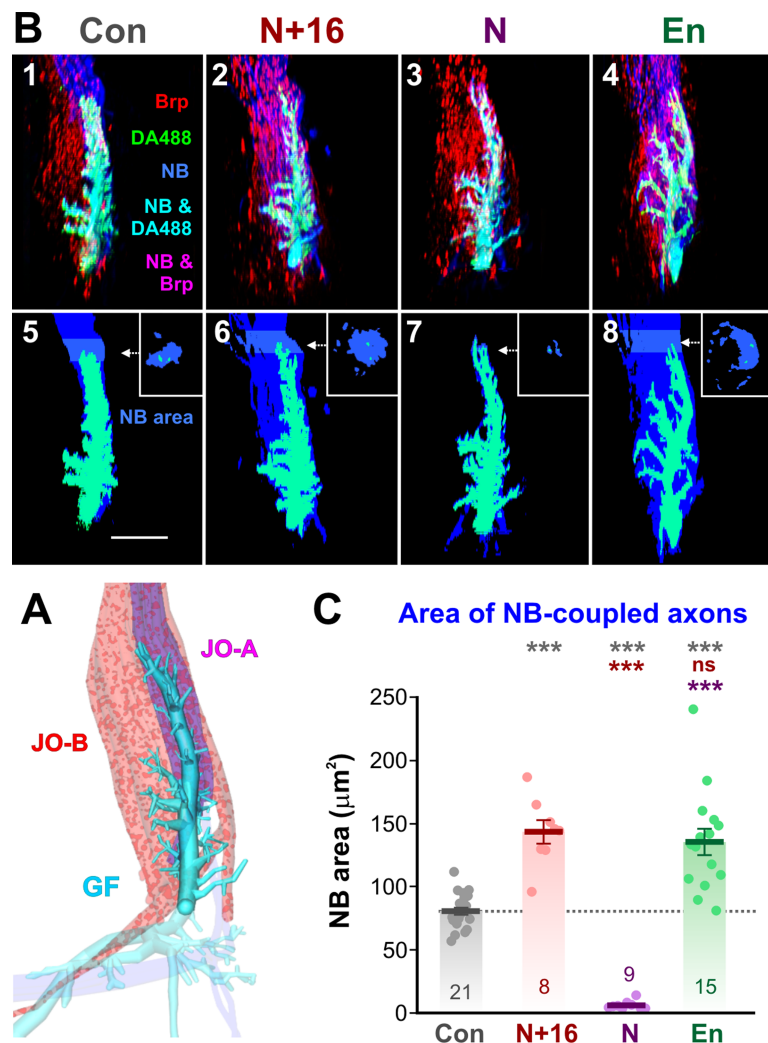 B
Con
N+16
N
En
1
2
3
4
Brp
DA488
NB
NB &
DA488
NB &
Brp
5
6
7
8
NB area
A
JO-A
JO-B
GF
C
Area of NB-coupled axons
*** *** ***
*** ns
***
NB area (µm²)
250
200
150
100
50
0
21
8
9
15
Con
N+16
N
En